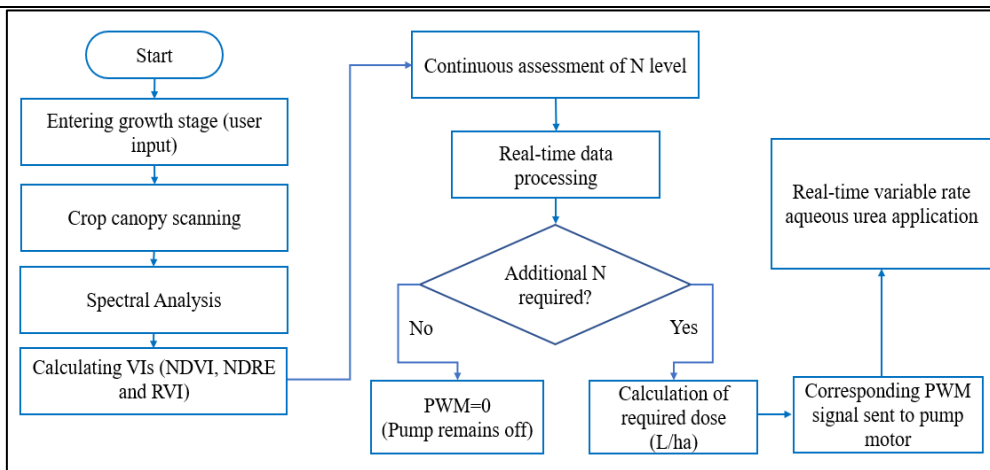 Start
Entering growth stage (user
input)
Crop canopy scanning
Spectral Analysis
Calculating VIs (NDVI, NDRE
and RVI)
Continuous assessment of N level
Real-time data
processing
Additional N
required?
No
Yes
PWM=0
(Pump remains off)
Calculation of
required dose
(L/ha)
Corresponding PWM
signal sent to pump
motor
Real-time variable rate
aqueous urea application